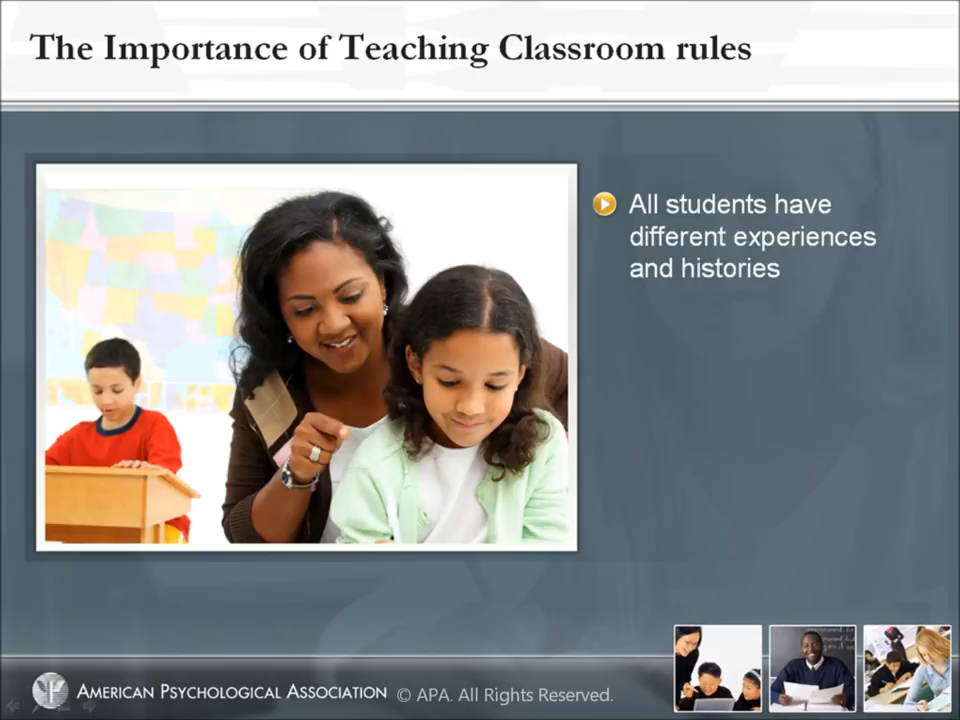 The Importance of Teaching Classroom rules
All students have
different experiences
and histories
AMERICAN PSYCHOLOGICAL ASSOCIATION © APA. All Rights Reserved.